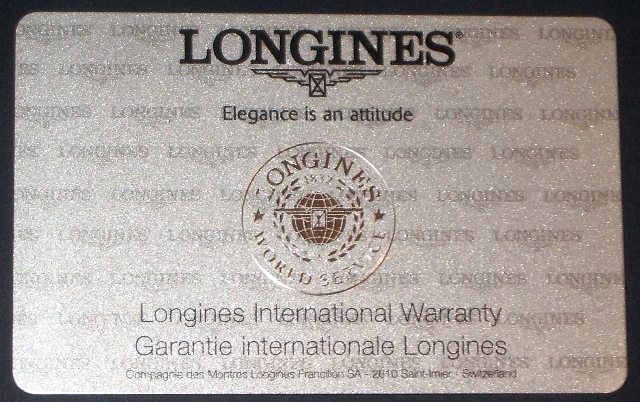 LONGINES®
Elegance is an attitude
LONGINES
1877
WORLD SERVICE
Longines International Warranty
Garantie internationale Longines
Compagnie des Montres Longines Francillon SA - 2610 Saint-Imier - Switzerland